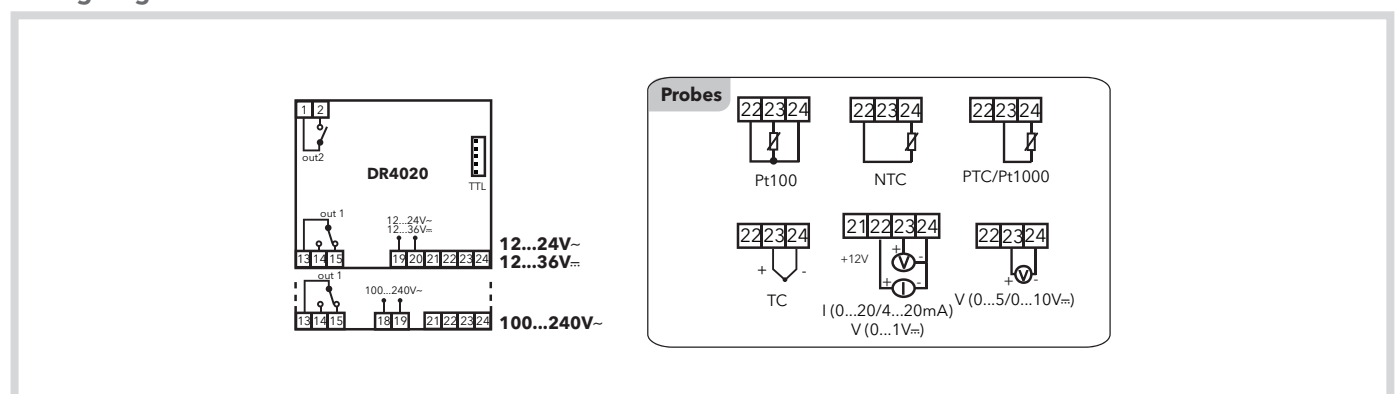 1 2
out2
DR4020
TTL
out 1
12...24V~
12...36V⎓
13 14 15
19 20 21 22 23 24
12...24V~
12...36V⎓
out 1
100...240V~
13 14 15
18 19
21 22 23 24
100...240V~
Probes
22 23 24
Pt100
22 23 24
NTC
22 23 24
PTC/Pt1000
22 23 24
+ -
TC
21 22 23 24
+12V
+ -
V
+ -
I
I (0...20/4...20mA)
V (0...1V⎓)
22 23 24
+ -
V
V (0...5/0...10V⎓)